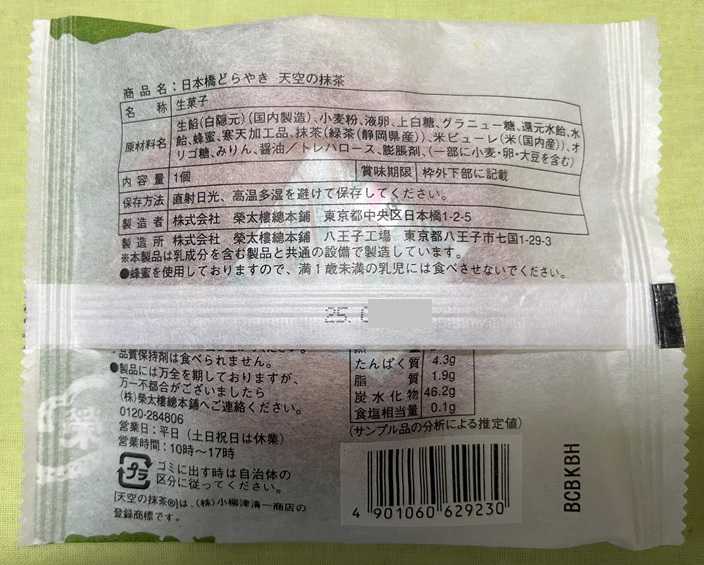 商品名：日本橋どらやき 天空の抹茶
名称 生菓子
原材料名 生餡(白隠元)(国内製造)、小麦粉、液卵、上白糖、グラニュー糖、還元水飴、水
飴、蜂蜜、寒天加工品、抹茶(緑茶(静岡県産))、米ピューレ(米(国内産))、オ
リゴ糖、みりん、醤油／トレハロース、膨脹剤、(一部に小麦・卵・大豆を含む)
内容量 1個 賞味期限 枠外下部に記載
保存方法 直射日光、高温多湿を避けて保存してください。
製造者 株式会社 榮太樓總本鋪 東京都中央区日本橋1-2-5
製造所 株式会社 榮太樓總本鋪 八王子工場 東京都八王子市七国1-29-3
※本製品は乳成分を含む製品と共通の設備で製造しています。
●蜂蜜を使用しておりますので、満1歳未満の乳児には食べさせないでください。
25.
品質保持剤は食べられません。
●製品には万全を期しておりますが、
万一不都合がございましたら
(株)榮太樓總本鋪へご連絡ください。
0120-284806
営業日：平日(土日祝日は休業)
営業時間：10時～17時
プラ ゴミに出す時は自治体の
区分に従ってください。
[天空の抹茶®]は、(株)小柳津清一商店の
登録商標です。
たんぱく質 4.3g
脂質 1.9g
炭水化物 46.2g
食塩相当量 0.1g
(サンプル品の分析による推定値)
4 901060 629230
BCBKBH
榮